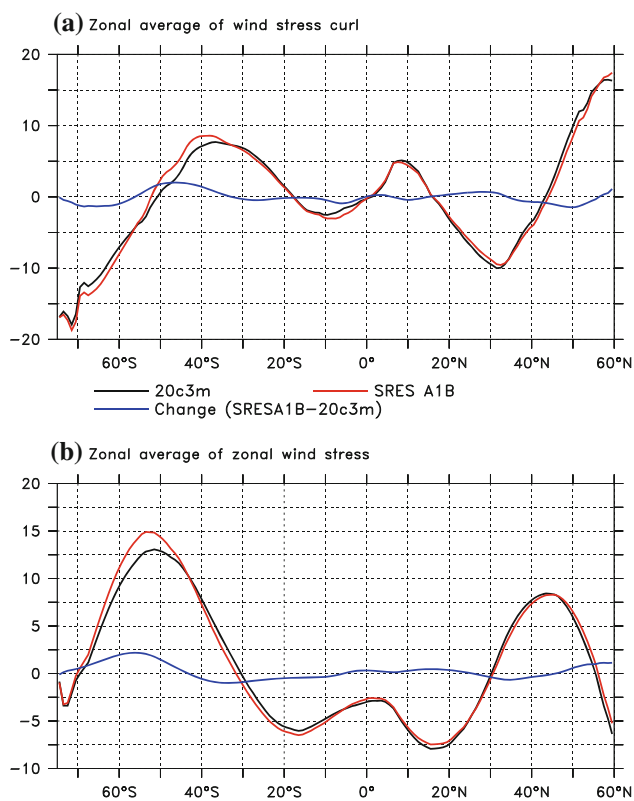 (a) Zonal average of wind stress curl
20
10
0
−10
−20
60°S 40°S 20°S 0° 20°N 40°N 60°N
20c3m SRES A1B
Change (SRESA1B−20c3m)
(b) Zonal average of zonal wind stress
20
15
10
5
0
−5
−10
60°S 40°S 20°S 0° 20°N 40°N 60°N